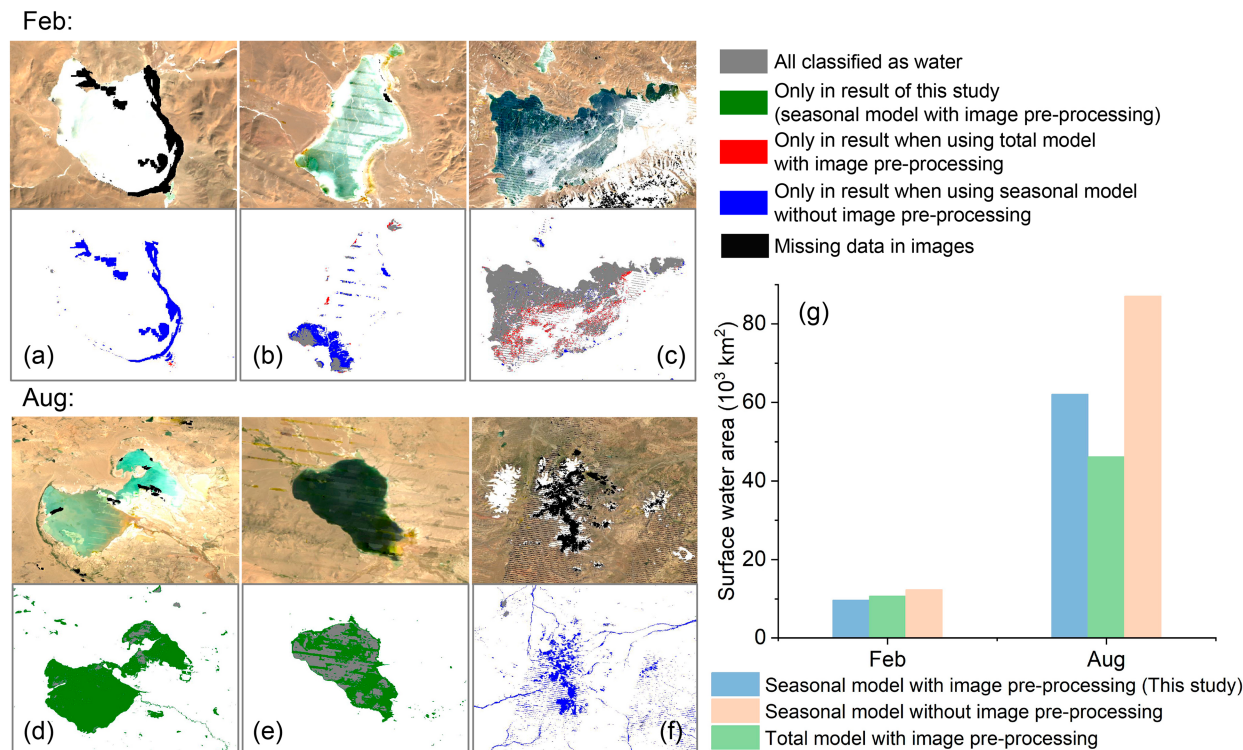 Feb:
(a)
(b)
(c)
Aug:
(d)
(e)
(f)
All classified as water
Only in result of this study
(seasonal model with image pre-processing)
Only in result when using total model
with image pre-processing
Only in result when using seasonal model
without image pre-processing
Missing data in images
(g)
Surface water area (10³ km²)
80
60
40
20
0
Feb
Aug
Seasonal model with image pre-processing (This study)
Seasonal model without image pre-processing
Total model with image pre-processing